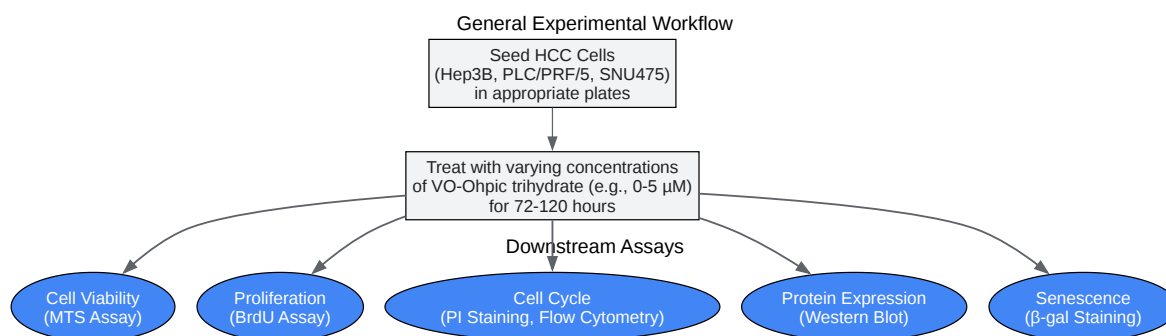 General Experimental Workflow
Seed HCC Cells
(Hep3B, PLC/PRF/5, SNU475)
in appropriate plates
Treat with varying concentrations
of VO-Ohpic trihydrate (e.g., 0-5 µM)
for 72-120 hours
Downstream Assays
Cell Viability
(MTS Assay)
Proliferation
(BrdU Assay)
Cell Cycle
(PI Staining, Flow Cytometry)
Protein Expression
(Western Blot)
Senescence
(β-gal Staining)